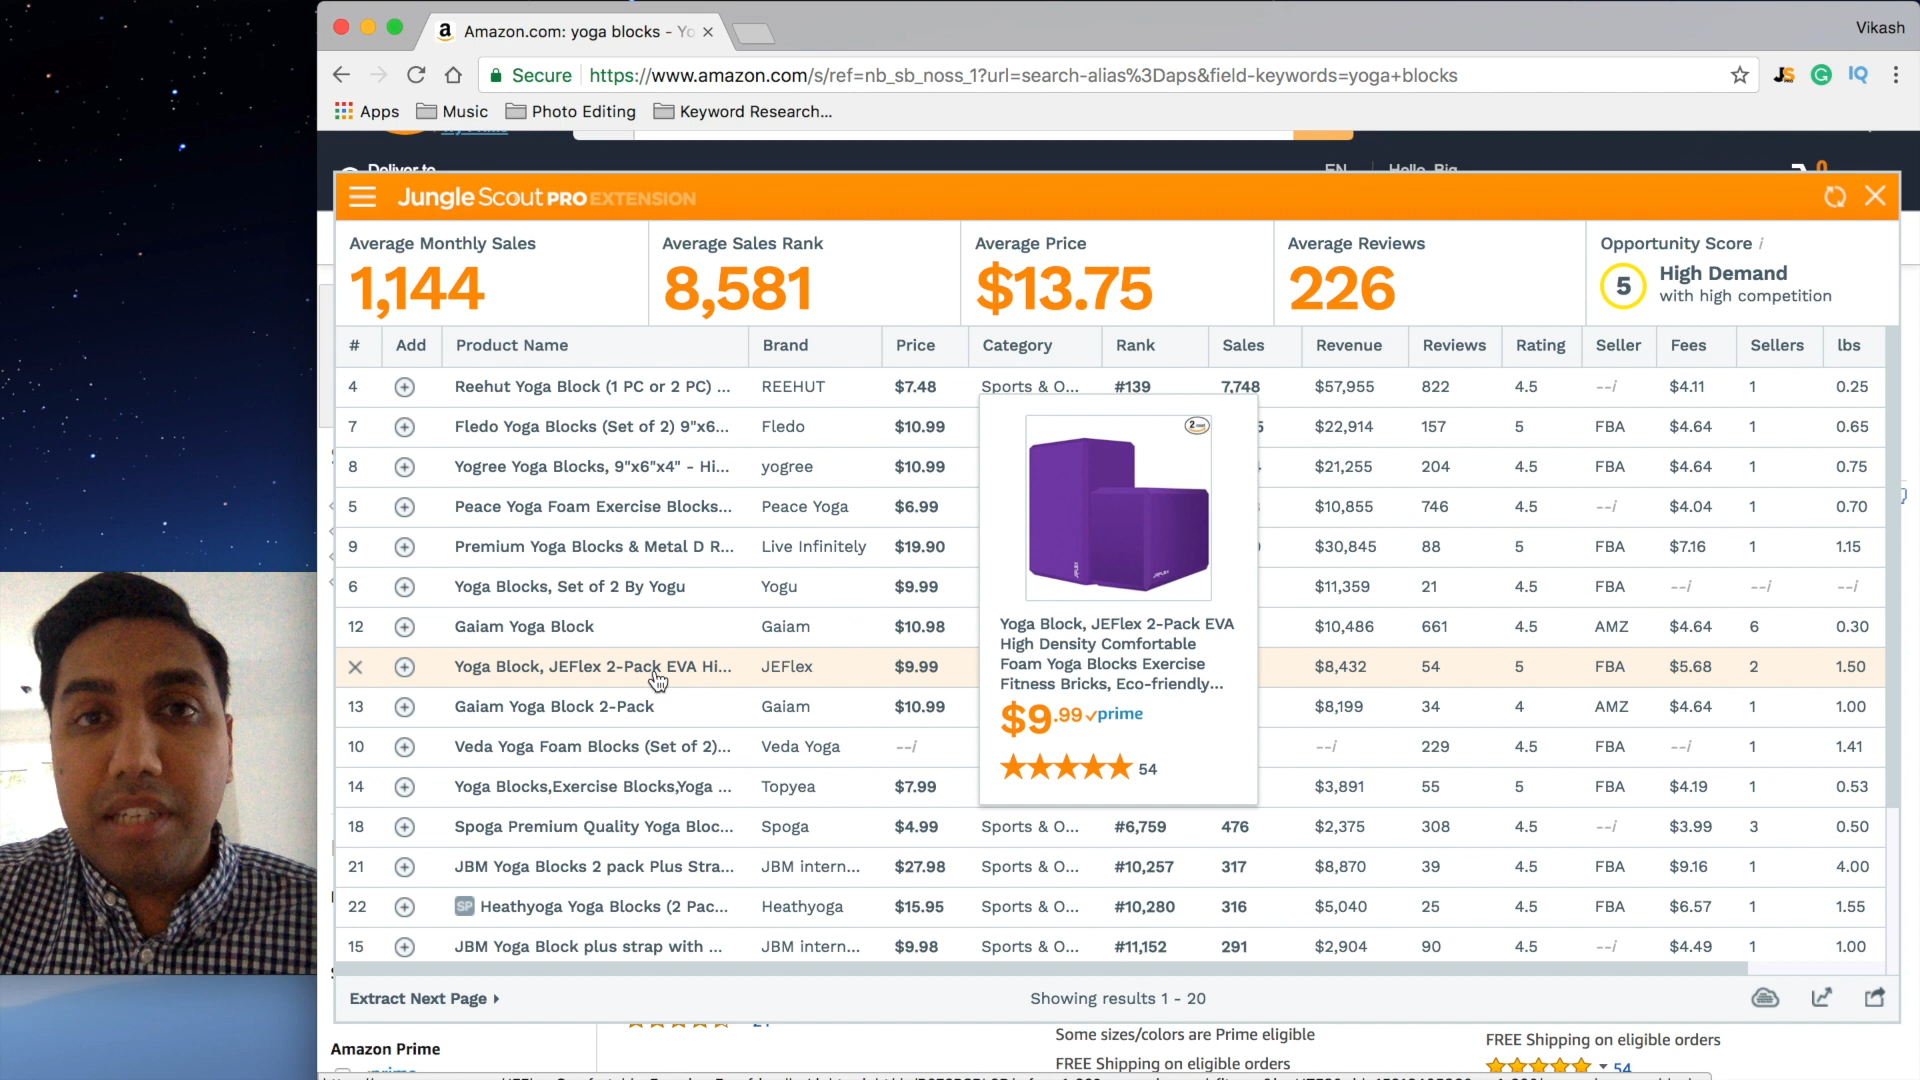 Amazon.com: yoga blocks - Yo
Vikash
Secure
https://www.amazon.com/s/ref=nb_sb_noss_1?url=search-alias%3Daps&field-keywords=yoga+blocks
JS
IQ
Apps
Music
Photo Editing
Keyword Research...
Deliver to
EN
Hello, Big
0
Jungle Scout PRO EXTENSION
Average Monthly Sales
1,144
Average Sales Rank
8,581
Average Price
$13.75
Average Reviews
226
Opportunity Score i
5
High Demand
with high competition
# Add Product Name Brand Price Category Rank Sales Revenue Reviews Rating Seller Fees Sellers lbs
4 Reehut Yoga Block (1 PC or 2 PC) ... REEHUT $7.48 Sports & O... #139 7,748 $57,955 822 4.5 --i $4.11 1 0.25
7 Fledo Yoga Blocks (Set of 2) 9"x6... Fledo $10.99 $22,914 157 5 FBA $4.64 1 0.65
8 Yogree Yoga Blocks, 9"x6"x4" - Hi... yogree $10.99 $21,255 204 4.5 FBA $4.64 1 0.75
5 Peace Yoga Foam Exercise Blocks... Peace Yoga $6.99 $10,855 746 4.5 --i $4.04 1 0.70
9 Premium Yoga Blocks & Metal D R... Live Infinitely $19.90 $30,845 88 5 FBA $7.16 1 1.15
6 Yoga Blocks, Set of 2 By Yogu Yogu $9.99 $11,359 21 4.5 FBA --i --i --i
12 Gaiam Yoga Block Gaiam $10.98 $10,486 661 4.5 AMZ $4.64 6 0.30
Yoga Block, JEFlex 2-Pack EVA Hi... JEFlex $9.99 $8,432 54 5 FBA $5.68 2 1.50
13 Gaiam Yoga Block 2-Pack Gaiam $10.99 $8,199 34 4 AMZ $4.64 1 1.00
10 Veda Yoga Foam Blocks (Set of 2)... Veda Yoga --i --i 229 4.5 FBA --i 1 1.41
14 Yoga Blocks,Exercise Blocks,Yoga ... Topyea $7.99 $3,891 55 5 FBA $4.19 1 0.53
18 Spoga Premium Quality Yoga Bloc... Spoga $4.99 Sports & O... #6,759 476 $2,375 308 4.5 --i $3.99 3 0.50
21 JBM Yoga Blocks 2 pack Plus Stra... JBM intern... $27.98 Sports & O... #10,257 317 $8,870 39 4.5 FBA $9.16 1 4.00
22 SP Heathyoga Yoga Blocks (2 Pac... Heathyoga $15.95 Sports & O... #10,280 316 $5,040 25 4.5 FBA $6.57 1 1.55
15 JBM Yoga Block plus strap with ... JBM intern... $9.98 Sports & O... #11,152 291 $2,904 90 4.5 --i $4.49 1 1.00
JEFLEX
JEFLEX
Yoga Block, JEFlex 2-Pack EVA
High Density Comfortable
Foam Yoga Blocks Exercise
Fitness Bricks, Eco-friendly...
$9.99 prime
54
Extract Next Page
Showing results 1 - 20
Amazon Prime
Some sizes/colors are Prime eligible
FREE Shipping on eligible orders
FREE Shipping on eligible orders
54